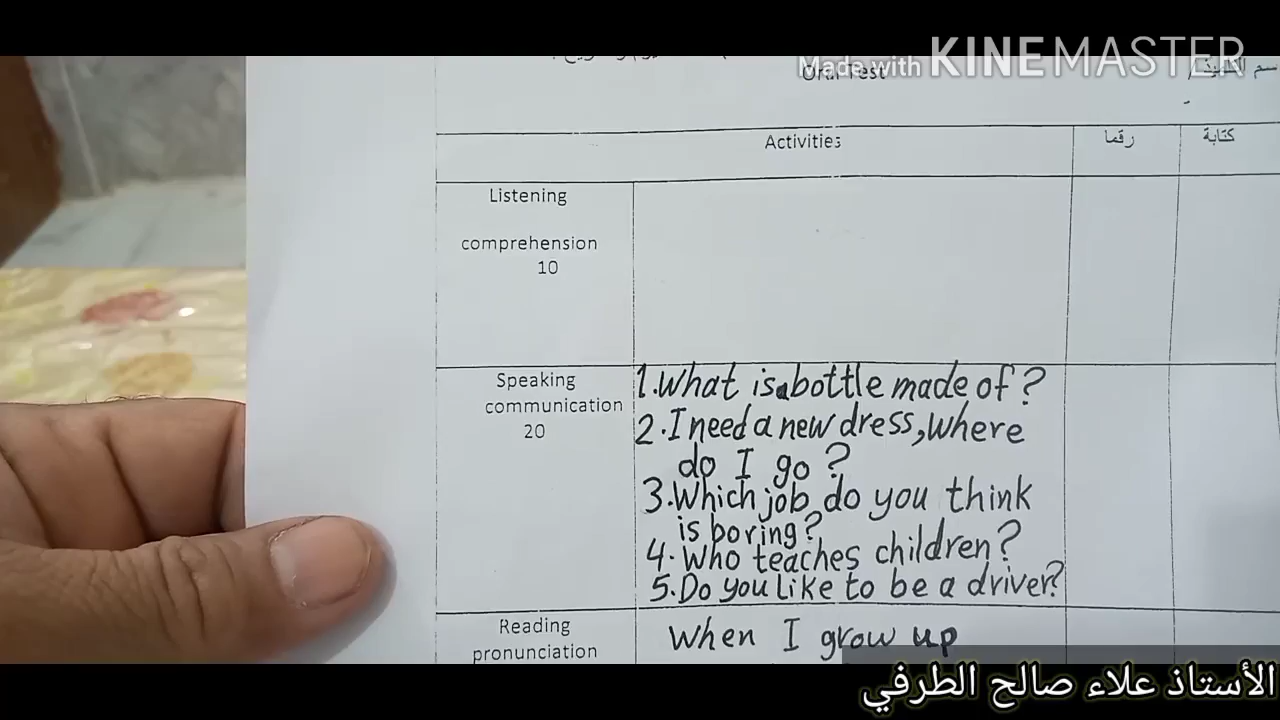 Made with KINEMASTER
Oral Test
Activities
رقما
كتابة
Listening
comprehension
10
Speaking
communication
20
1.What is a bottle made of?
2.I need a new dress, where
do I go?
3.Which job do you think
is boring?
4.Who teaches children?
5.Do you like to be a driver?
Reading
pronunciation
When I grow up
الأستاذ علاء صالح الطرفي